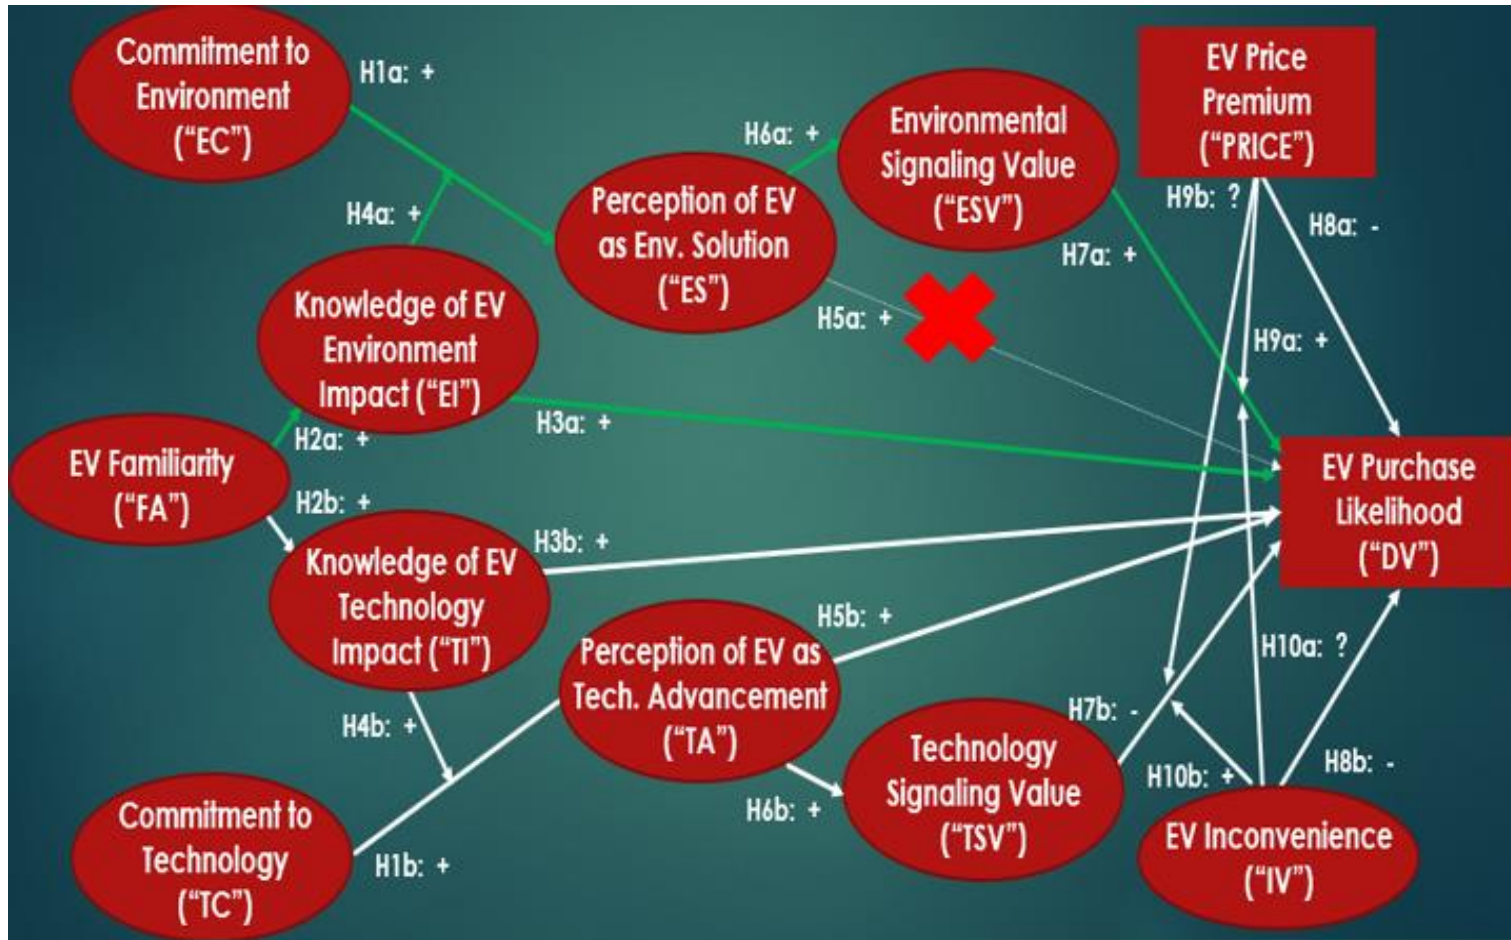 Commitment to
Environment
("EC")
H1a: +
H4a: +
Knowledge of EV
Environment
Impact ("EI")
EV Familiarity
("FA")
H2a: +
H2b: +
Knowledge of EV
Technology
Impact ("TI")
H4b: +
Commitment to
Technology
("TC")
H1b: +
Perception of EV
as Env. Solution
("ES")
H6a: +
Environmental
Signaling Value
("ESV")
H5a: +
H3a: +
H3b: +
Perception of EV as
Tech. Advancement
("TA")
H5b: +
H6b: +
Technology
Signaling Value
("TSV")
H7a: +
H7b: -
EV Price
Premium
("PRICE")
H9b: ?
H8a: -
H9a: +
EV Purchase
Likelihood
("DV")
H10a: ?
H10b: +
H8b: -
EV Inconvenience
("IV")